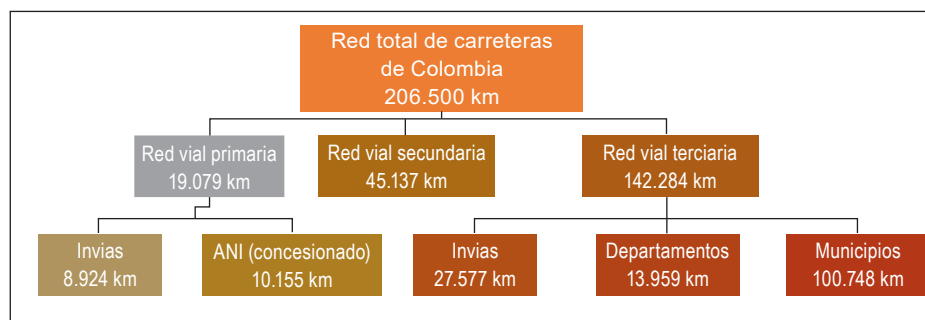 Red total de carreteras
de Colombia
206.500 km
Red vial primaria
19.079 km
Red vial secundaria
45.137 km
Red vial terciaria
142.284 km
Invias
8.924 km
ANI (concesionado)
10.155 km
Invias
27.577 km
Departamentos
13.959 km
Municipios
100.748 km